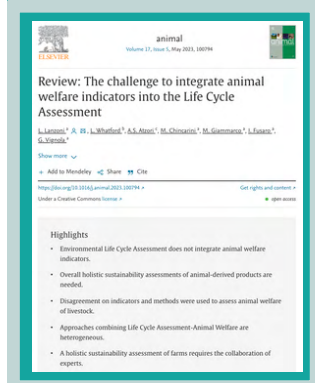 animal
Volume 17, Issue 5, May 2023, 100794
ELSEVIER
animal
Review: The challenge to integrate animal
welfare indicators into the Life Cycle
Assessment
L. Lanzoni a, L. Whatford b, A.S. Atzori c, M. Chincarini a, M. Giammarco a, I. Fusaro a,
G. Vignola a
Show more
+ Add to Mendeley Share Cite
https://doi.org/10.1016/j.animal.2023.100794
Get rights and content
Under a Creative Commons license
open access
Highlights
• Environmental Life Cycle Assessment does not integrate animal welfare
indicators.
• Overall holistic sustainability assessments of animal-derived products are
needed.
• Disagreement on indicators and methods were used to assess animal welfare
of livestock.
• Approaches combining Life Cycle Assessment-Animal Welfare are
heterogeneous.
• A holistic sustainability assessment of farms requires the collaboration of
experts.